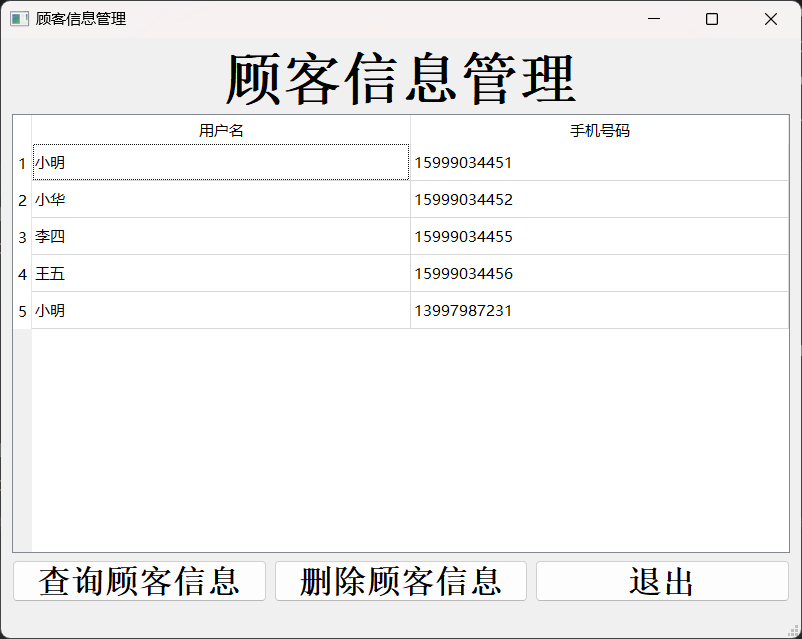 顾客信息管理
顾客信息管理
用户名 手机号码
1 小明 15999034451
2 小华 15999034452
3 李四 15999034455
4 王五 15999034456
5 小明 13997987231
查询顾客信息 删除顾客信息 退出